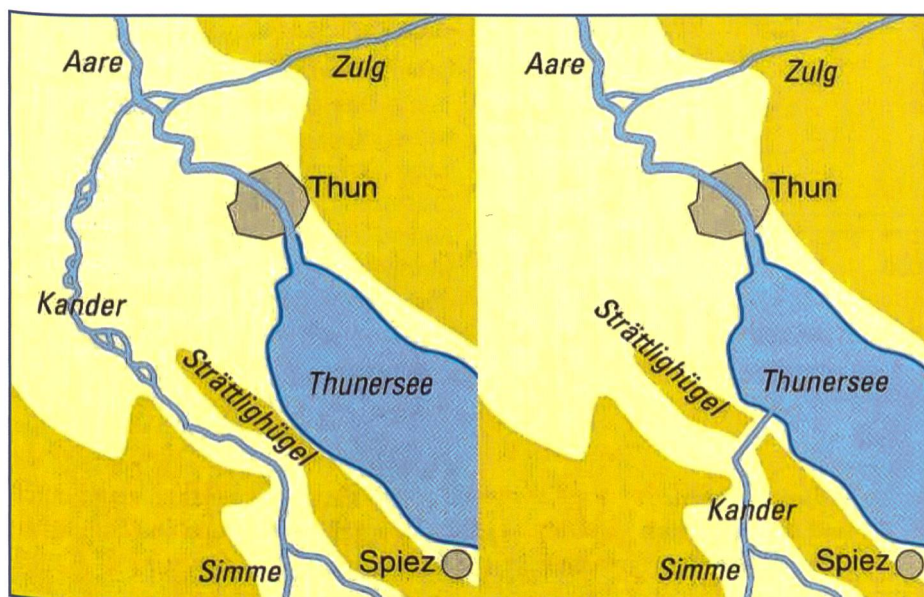 Aare
Zulg
Thun
Kander
Strättlighügel
Thunersee
Simme
Spiez
Aare
Zulg
Thun
Strättlighügel
Thunersee
Kander
Simme
Spiez